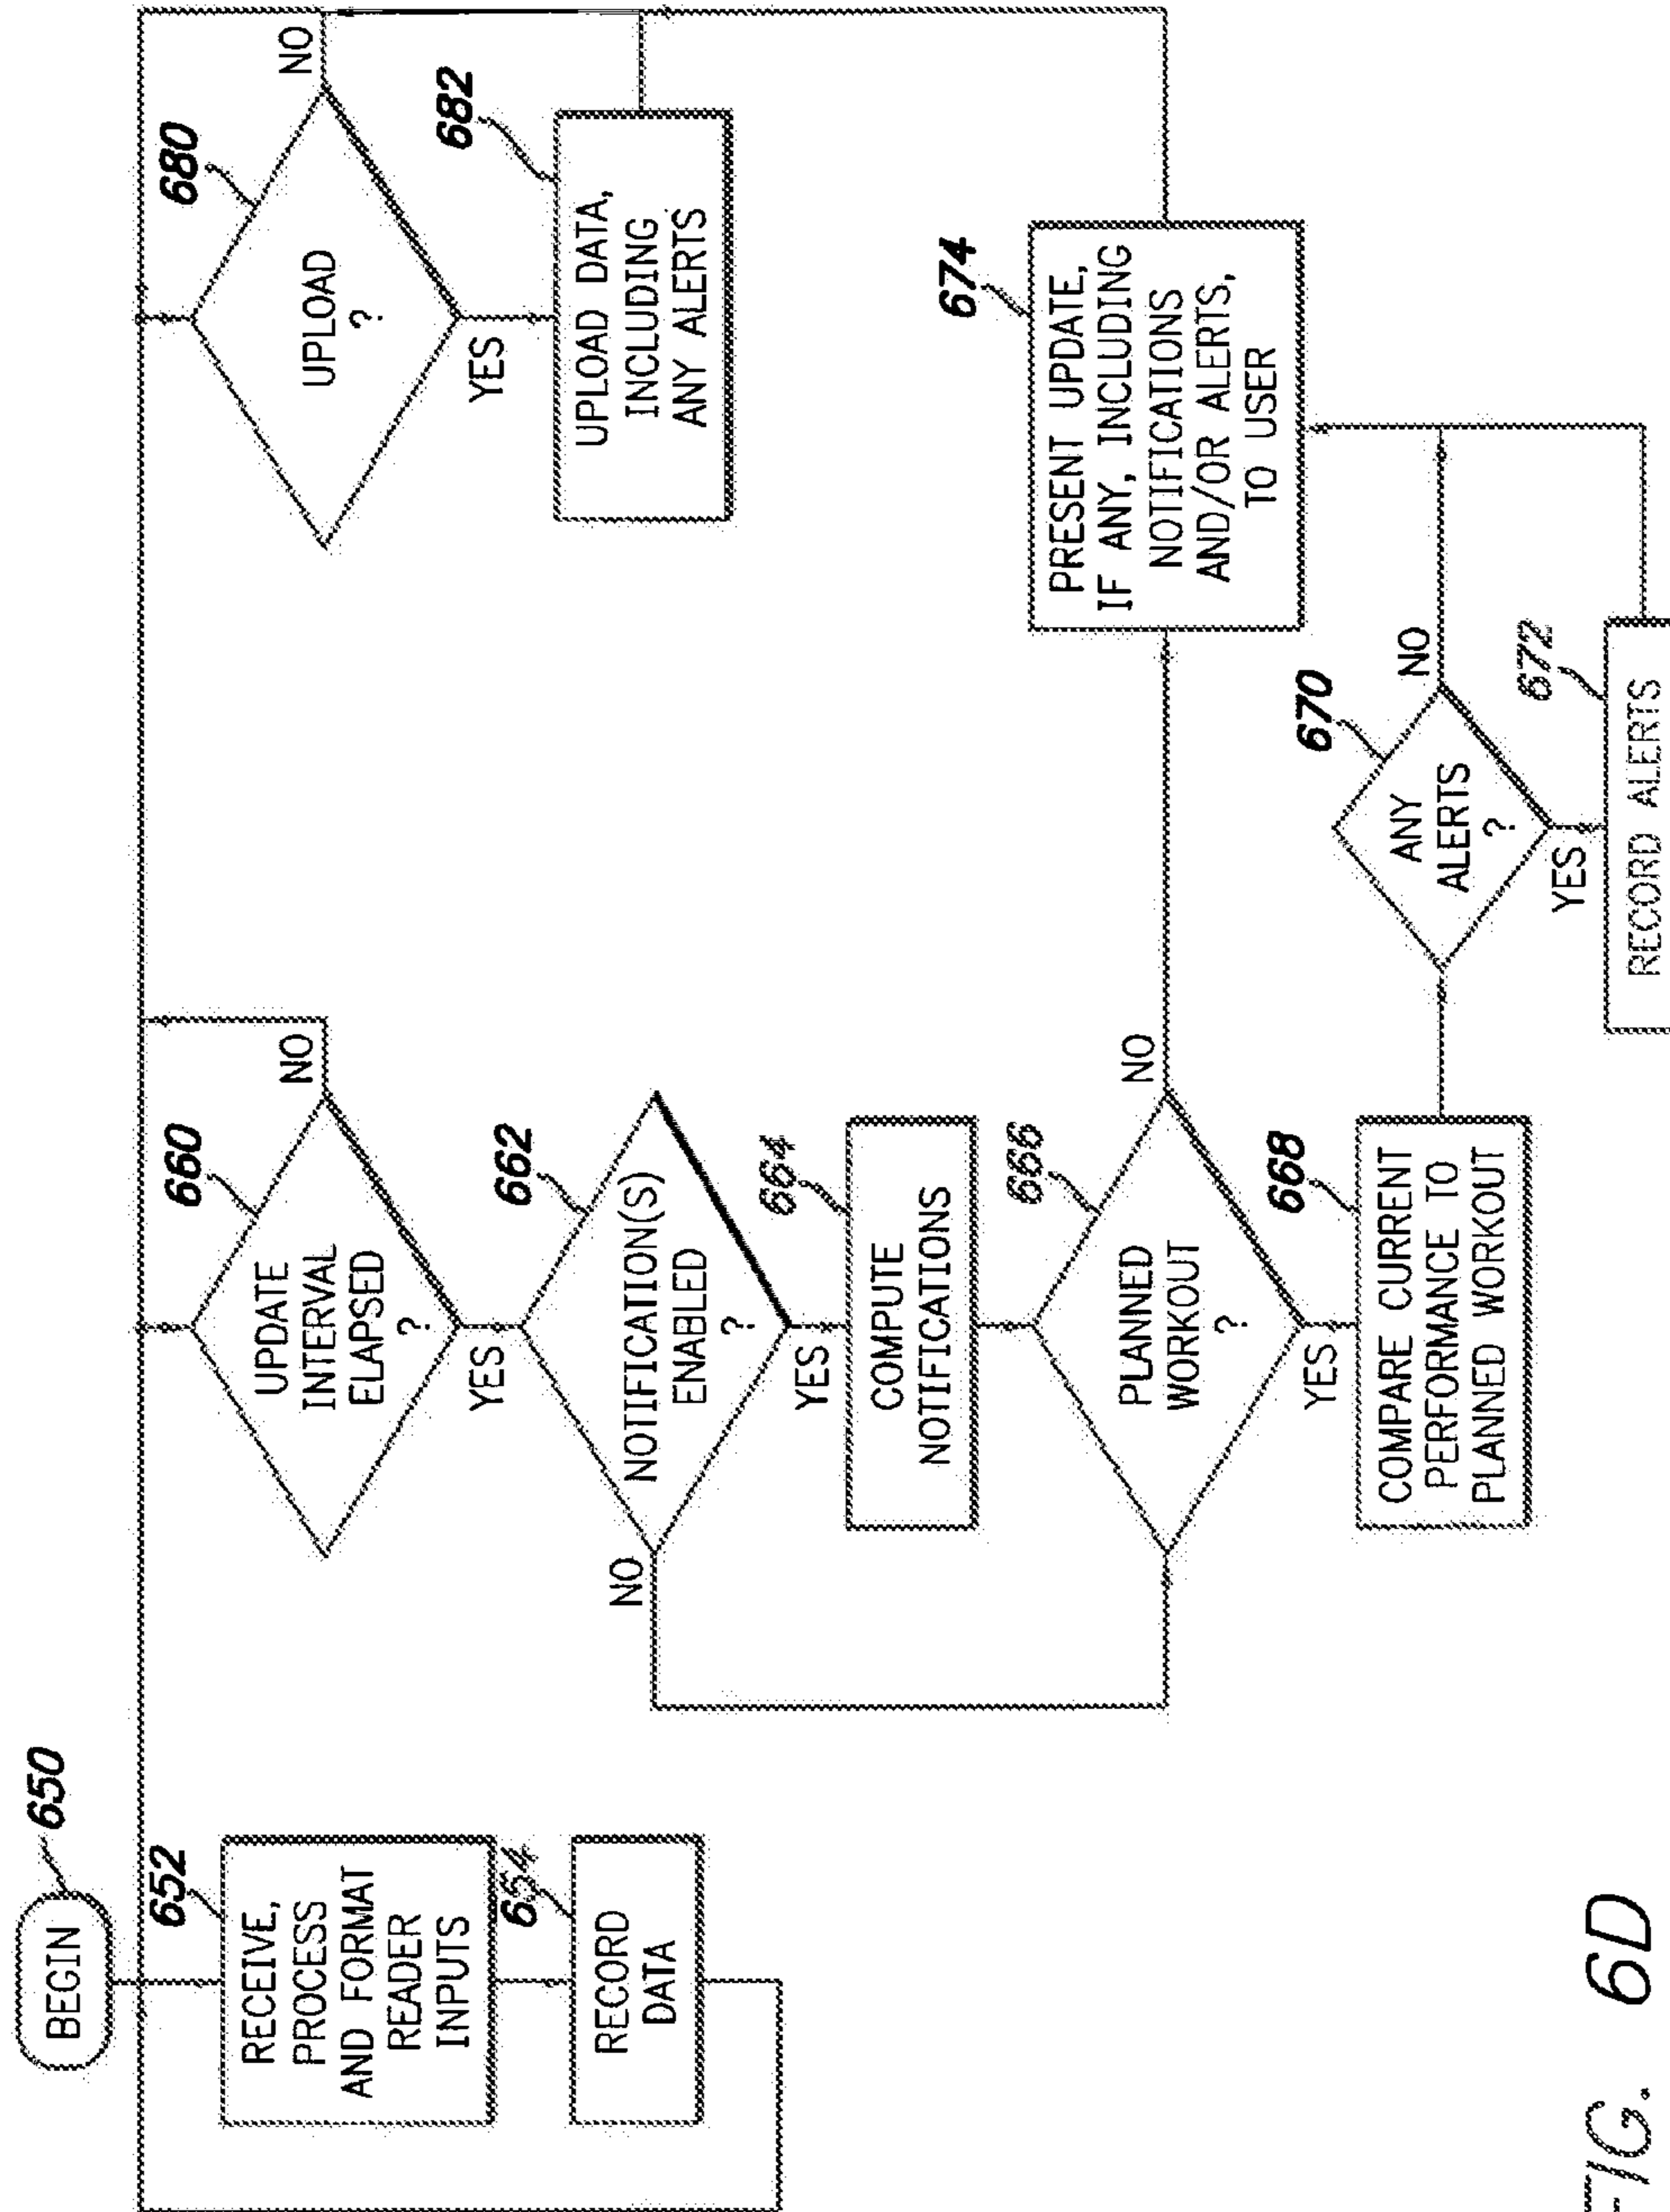 BEGIN
650
652
RECEIVE,
PROCESS
AND FORMAT
READER
INPUTS
654
RECORD
DATA
660
UPDATE
INTERVAL
ELAPSED
?
NO
YES
662
NOTIFICATION(S)
ENABLED
?
NO
YES
664
COMPUTE
NOTIFICATIONS
666
PLANNED
WORKOUT
?
NO
YES
668
COMPARE CURRENT
PERFORMANCE TO
PLANNED WORKOUT
670
ANY
ALERTS
?
NO
YES
672
RECORD ALERTS
674
PRESENT UPDATE,
IF ANY, INCLUDING
NOTIFICATIONS
AND/OR ALERTS,
TO USER
680
UPLOAD
?
NO
YES
682
UPLOAD DATA,
INCLUDING
ANY ALERTS
FIG. 6D